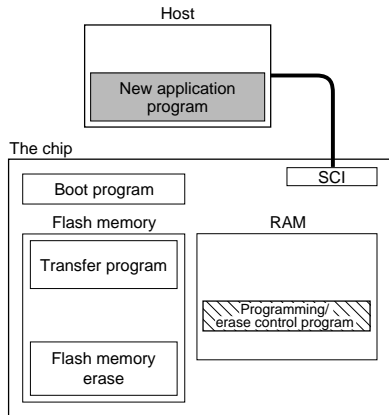 Host
New application
program
The chip
SCI
Boot program
Flash memory
RAM
Transfer program
Programming/
erase control program
Flash memory
erase